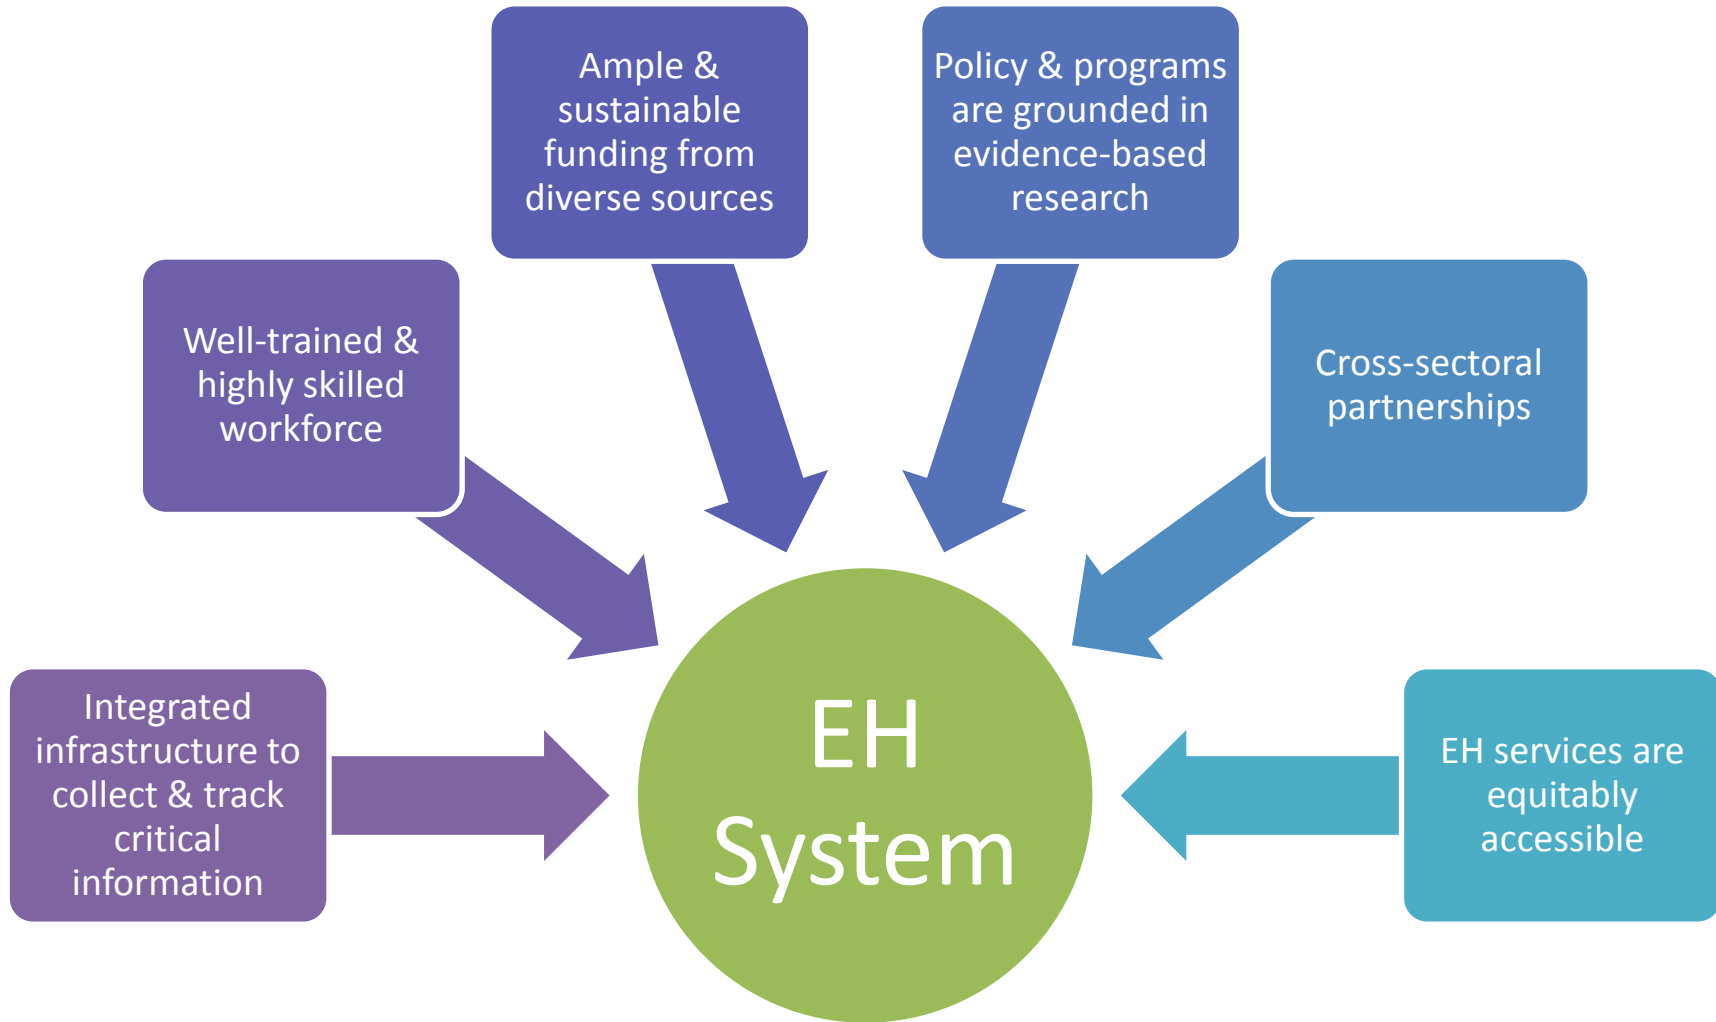 Ample &
sustainable
funding from
diverse sources
Policy & programs
are grounded in
evidence-based
research
Well-trained &
highly skilled
workforce
Cross-sectoral
partnerships
Integrated
infrastructure to
collect & track
critical
information
EH
System
EH services are
equitably
accessible